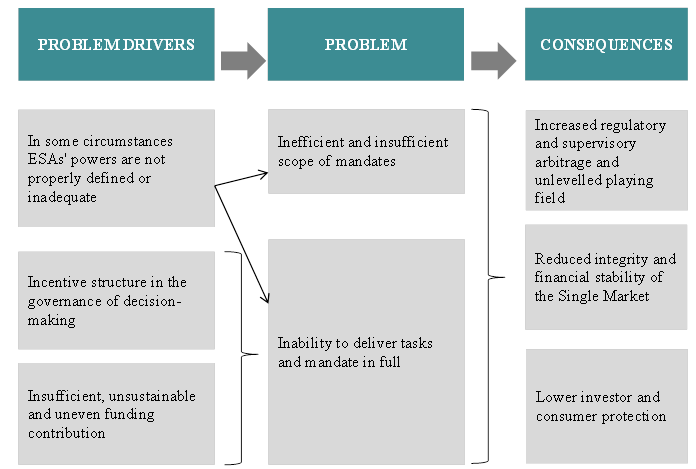 PROBLEM DRIVERS
PROBLEM
CONSEQUENCES
In some circumstances
ESAs' powers are not
properly defined or
inadequate
Incentive structure in the
governance of decision-
making
Insufficient, unsustainable
and uneven funding
contribution
Inefficient and insufficient
scope of mandates
Inability to deliver tasks
and mandate in full
Increased regulatory
and supervisory
arbitrage and
unlevelled playing
field
Reduced integrity and
financial stability of
the Single Market
Lower investor and
consumer protection